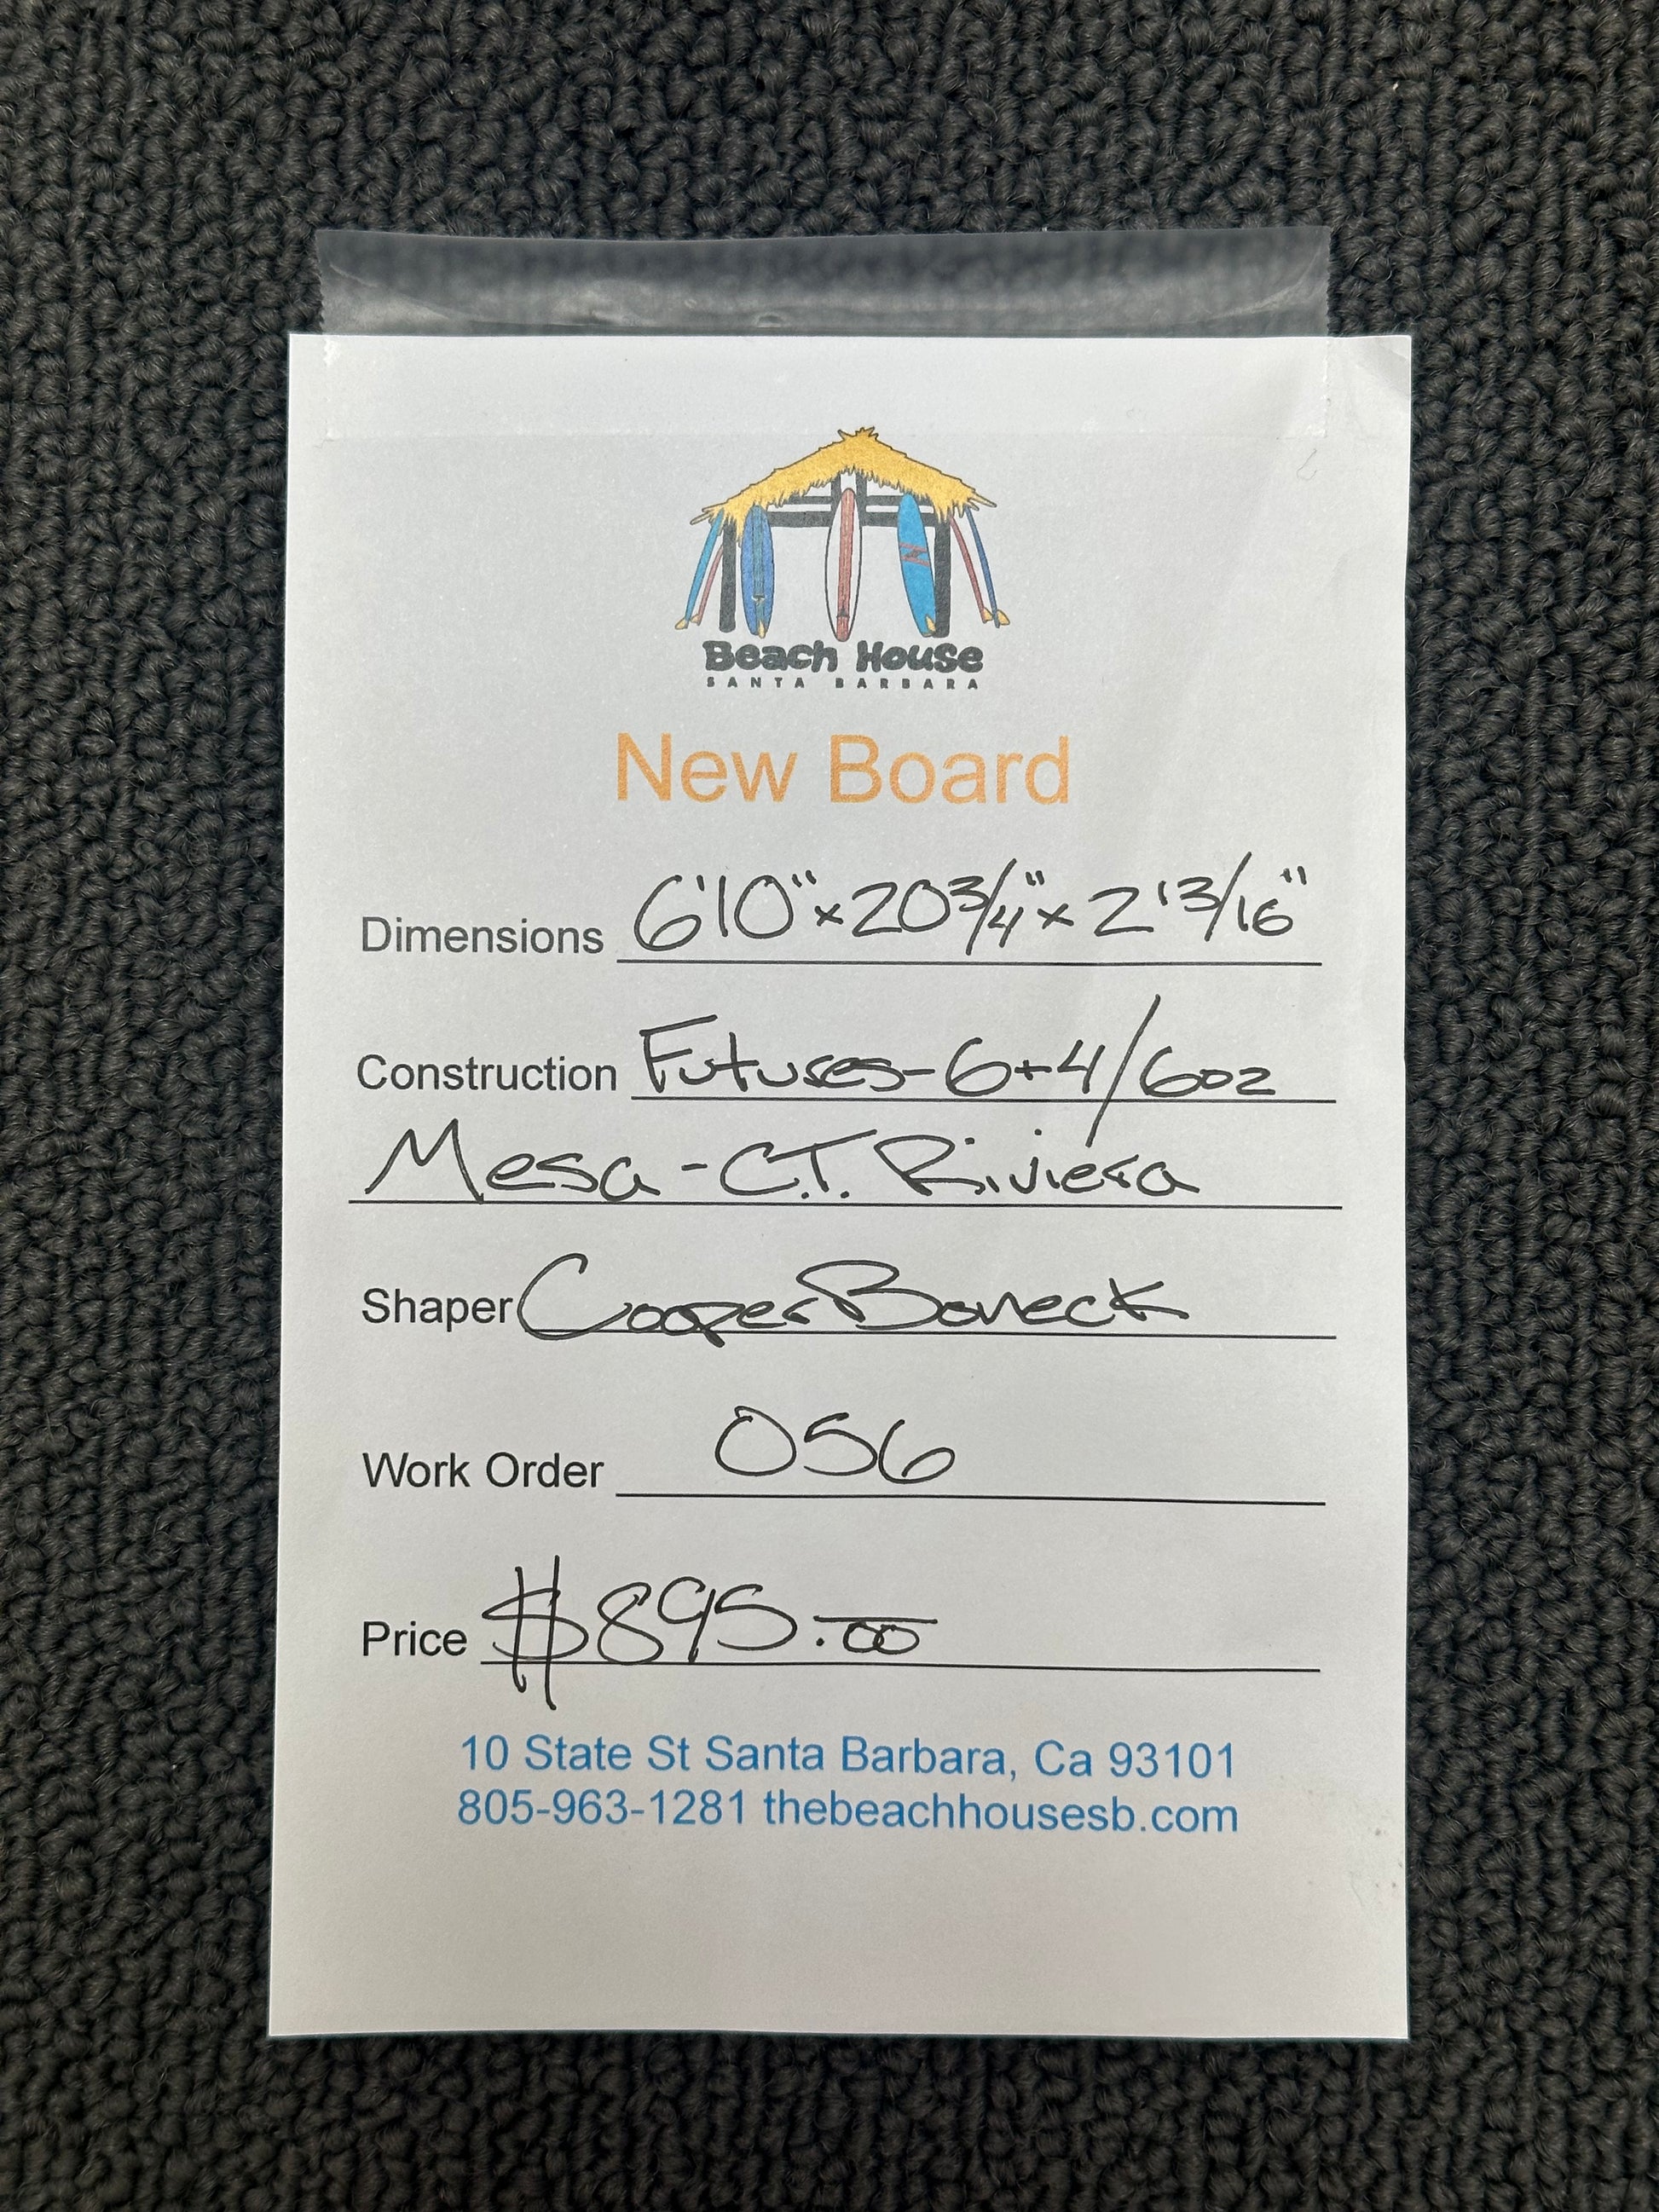 Beach House
SANTA BARBARA
New Board
Dimensions 6'10" x 20 3/4" x 2 13/16"
Construction Futures-6+4/6oz
Mesa-C.T. Riviera
Shaper Cooper Boneck
Work Order 056
Price $895.00
10 State St Santa Barbara, Ca 93101
805-963-1281 thebeachhousesb.com